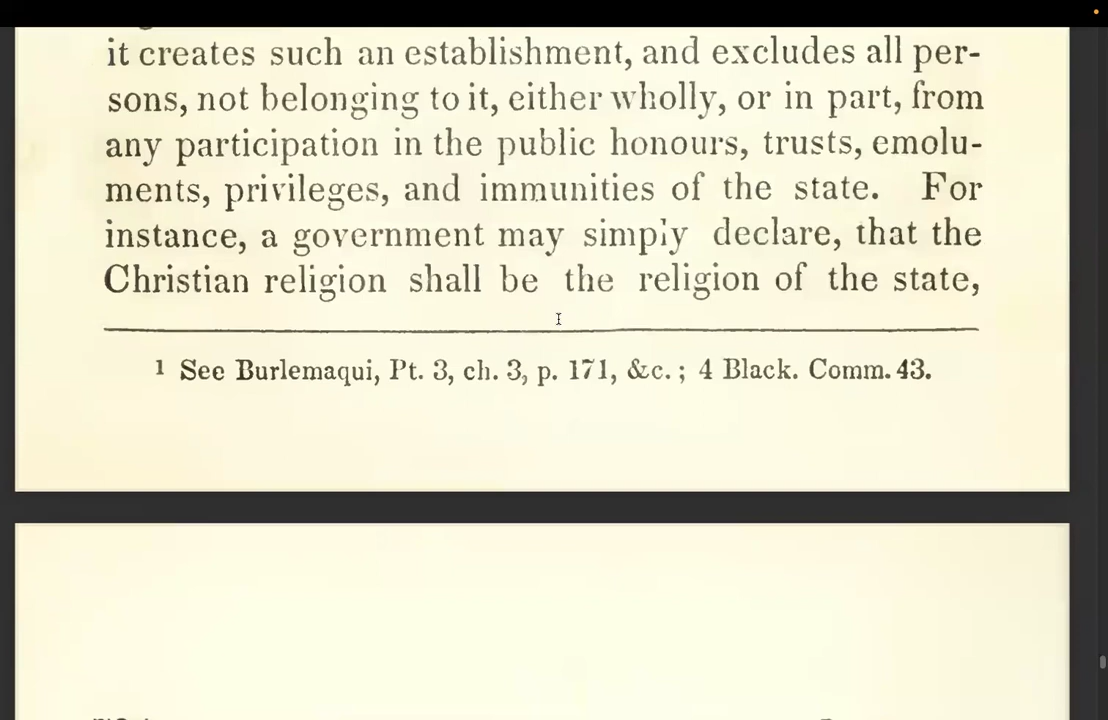 it creates such an establishment, and excludes all per-
sons, not belonging to it, either wholly, or in part, from
any participation in the public honours, trusts, emolu-
ments, privileges, and immunities of the state. For
instance, a government may simply declare, that the
Christian religion shall be the religion of the state,
1 See Burlemaqui, Pt. 3, ch. 3, p. 171, &c. ; 4 Black. Comm. 43.